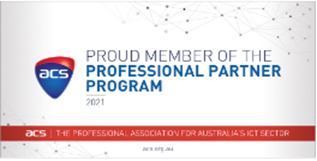 acs
PROUD MEMBER OF THE
PROFESSIONAL PARTNER
PROGRAM
2021
acs | THE PROFESSIONAL ASSOCIATION FOR AUSTRALIA'S ICT SECTOR
acs.org.au